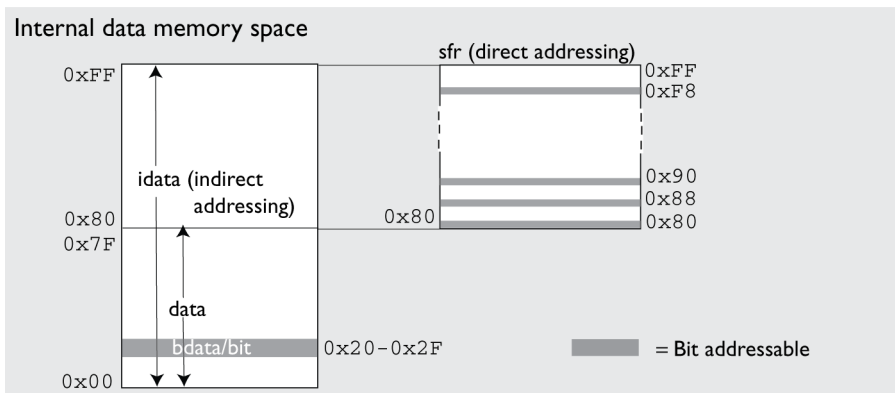 Internal data memory space
sfr (direct addressing)
0xFF
0xFF
0xF8
idata (indirect
addressing)
0x90
0x88
0x80
0x80
0x80
0x7F
data
bdata/bit
0x20-0x2F
= Bit addressable
0x00